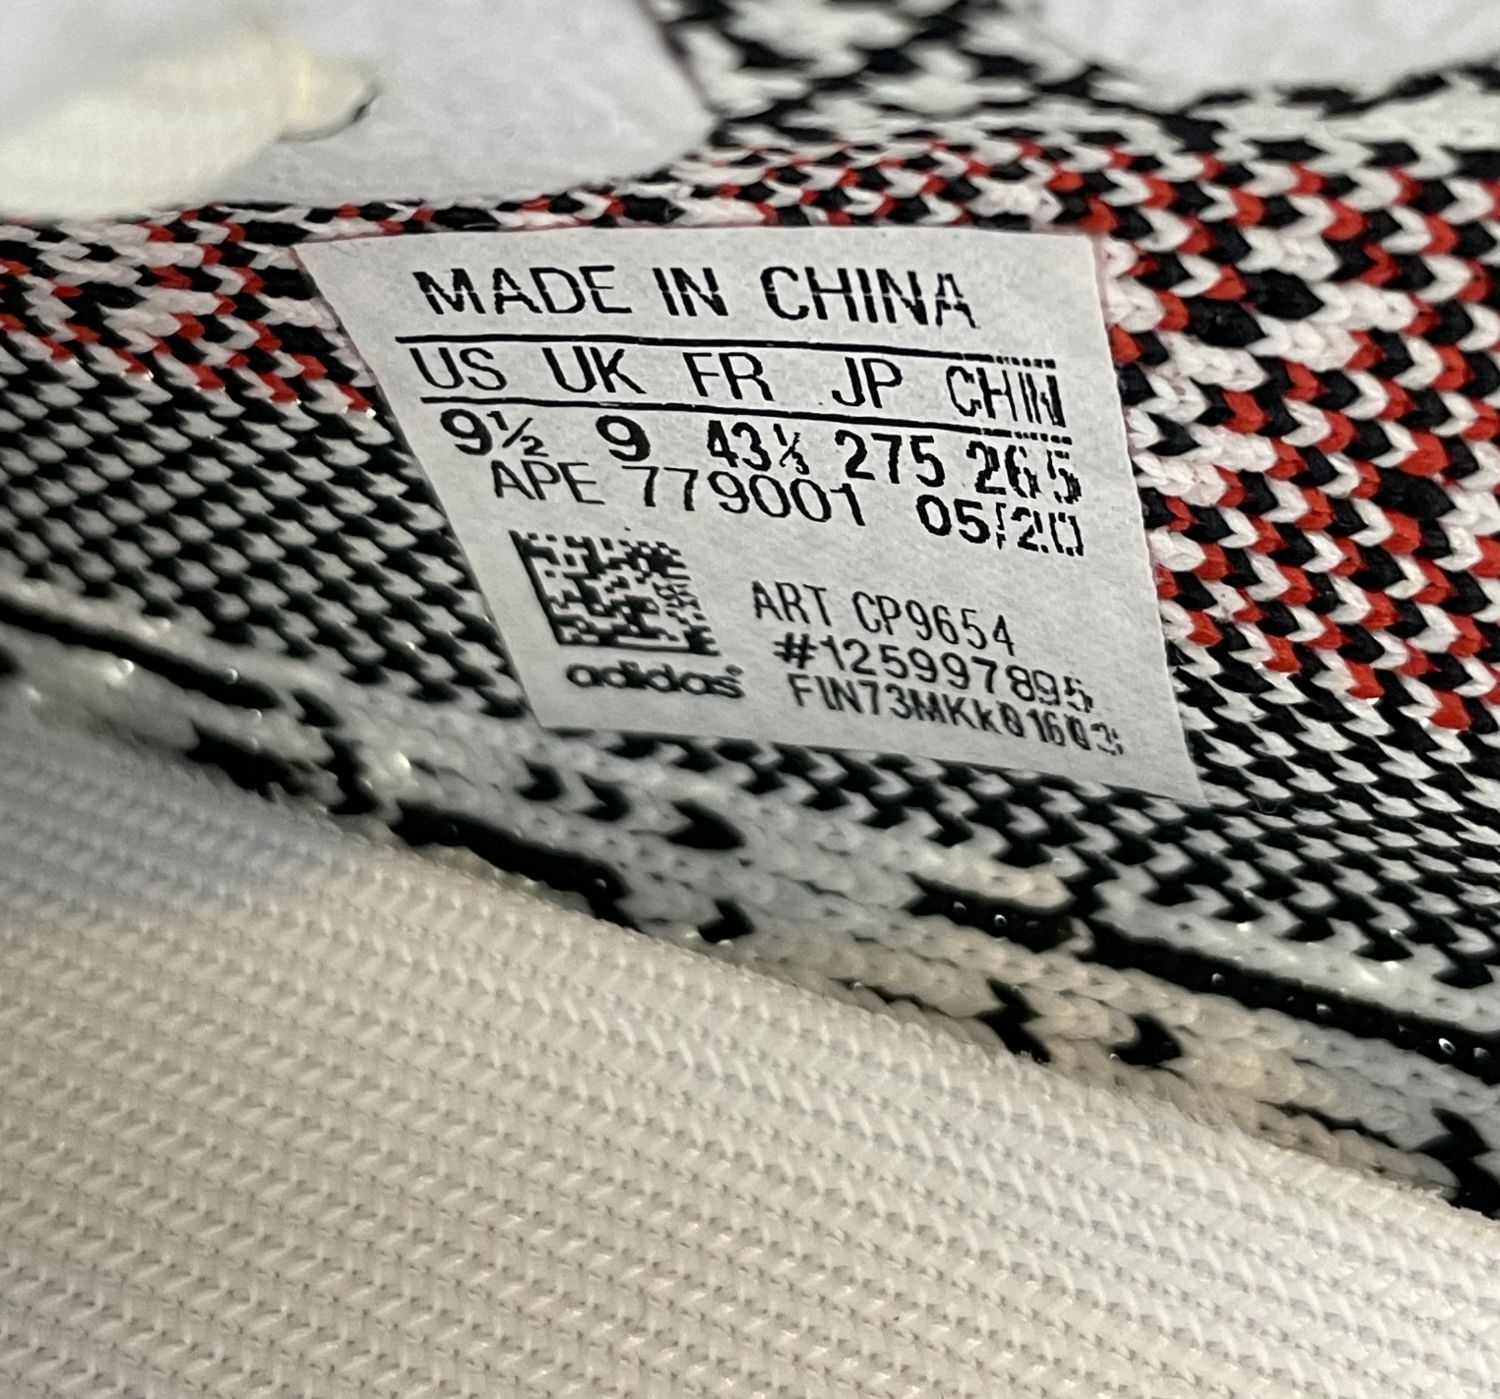 MADE IN CHINA
US UK FR JP CHN
9½ 9 43⅓ 275 265
APE 779001 05/20
ART CP9654
#125997895
adidas